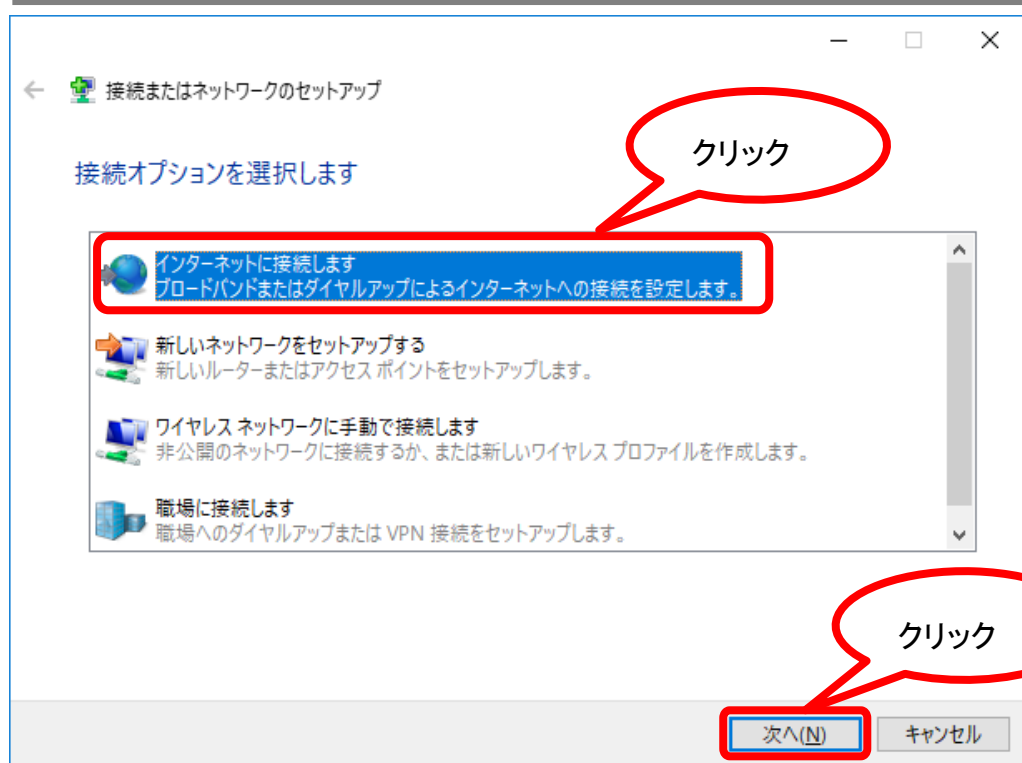 接続またはネットワークのセットアップ
クリック
接続オプションを選択します
インターネットに接続します
ブロードバンドまたはダイヤルアップによるインターネットへの接続を設定します。
新しいネットワークをセットアップする
新しいルーターまたはアクセス ポイントをセットアップします。
ワイヤレス ネットワークに手動で接続します
非公開のネットワークに接続するか、または新しいワイヤレス プロファイルを作成します。
職場に接続します
職場へのダイヤルアップまたは VPN 接続をセットアップします。
クリック
次へ(N)
キャンセル